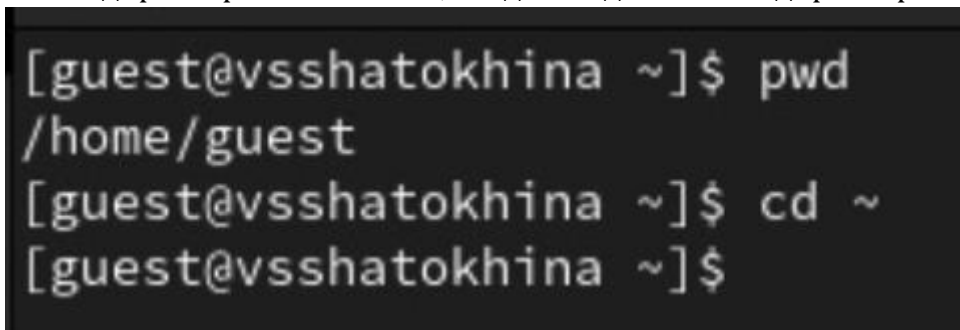 [guest@vsshatokhina ~]$ pwd
/home/guest
[guest@vsshatokhina ~]$ cd ~
[guest@vsshatokhina ~]$